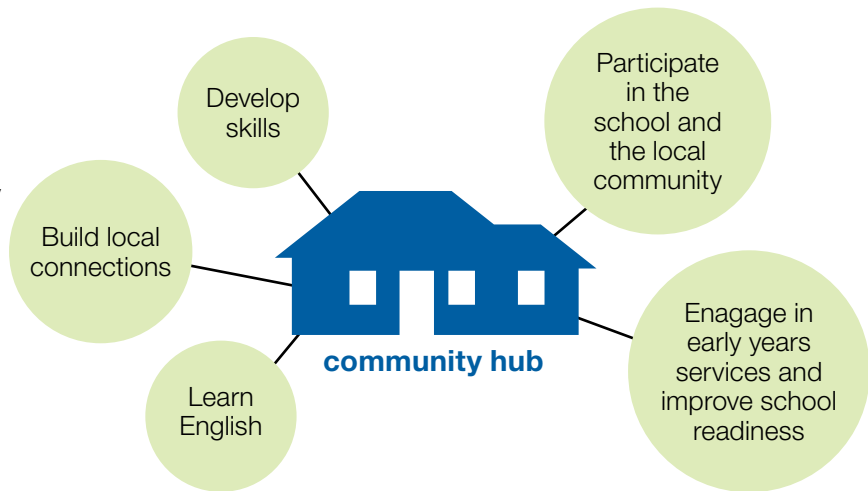 Develop
skills
Participate
in the
school and
the local
community
Build local
connections
community hub
Learn
English
Enagage in
early years
services and
improve school
readiness